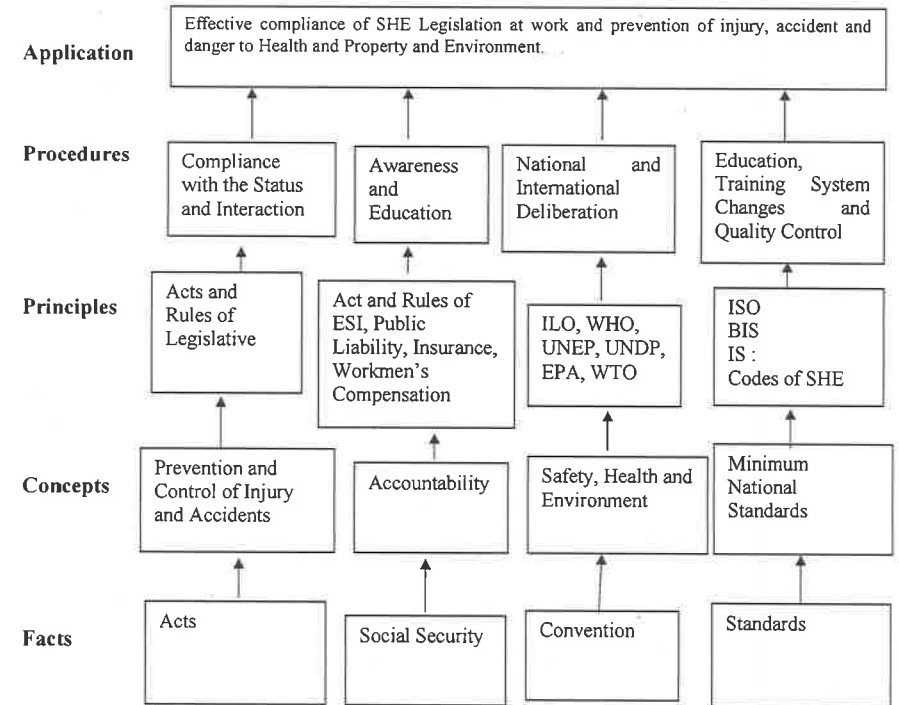 Application
Effective compliance of SHE Legislation at work and prevention of injury, accident and
danger to Health and Property and Environment.
Procedures
Compliance
with the Status
and Interaction
Awareness
and
Education
National and
International
Deliberation
Education,
Training System
Changes and
Quality Control
Principles
Acts and
Rules of
Legislative
Act and Rules of
ESI, Public
Liability, Insurance,
Workmen's
Compensation
ILO, WHO,
UNEP, UNDP,
EPA, WTO
ISO
BIS
IS :
Codes of SHE
Concepts
Prevention and
Control of Injury
and Accidents
Accountability
Safety, Health and
Environment
Minimum
National
Standards
Facts
Acts
Social Security
Convention
Standards